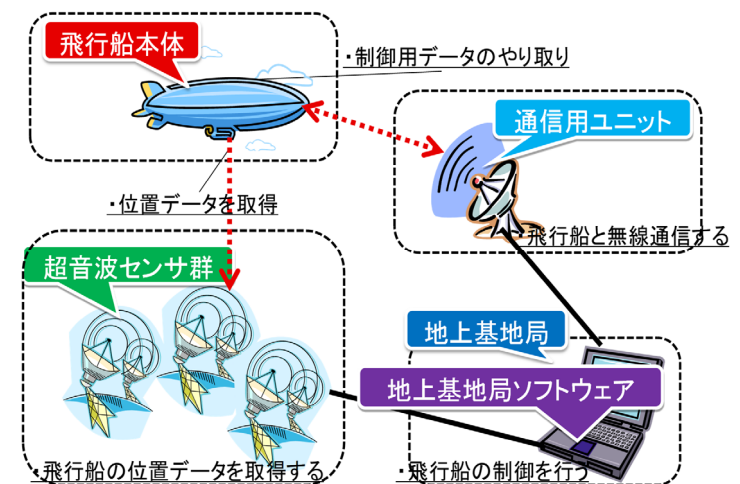 飛行船本体
・制御用データのやり取り
通信用ユニット
・位置データを取得
・飛行船と無線通信する
超音波センサ群
地上基地局
地上基地局ソフトウェア
・飛行船の位置データを取得する
・飛行船の制御を行う